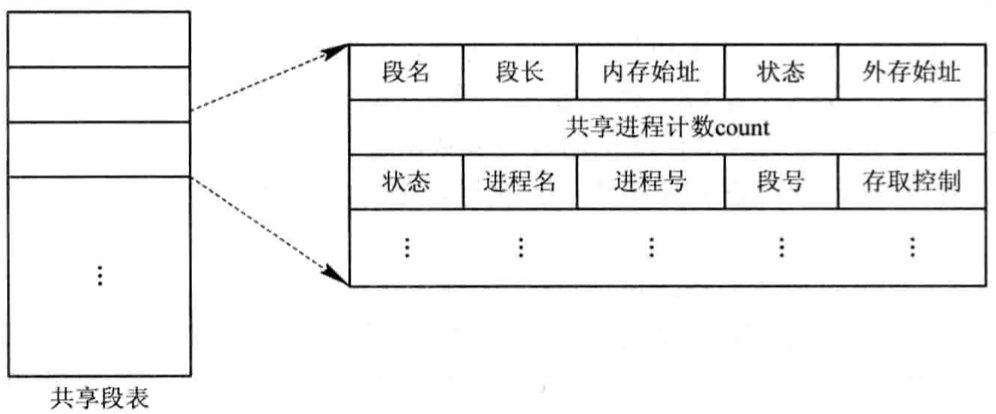 段名 段长 内存始址 状态 外存始址
共享进程计数count
状态 进程名 进程号 段号 存取控制
⋮ ⋮ ⋮ ⋮ ⋮
⋮
共享段表